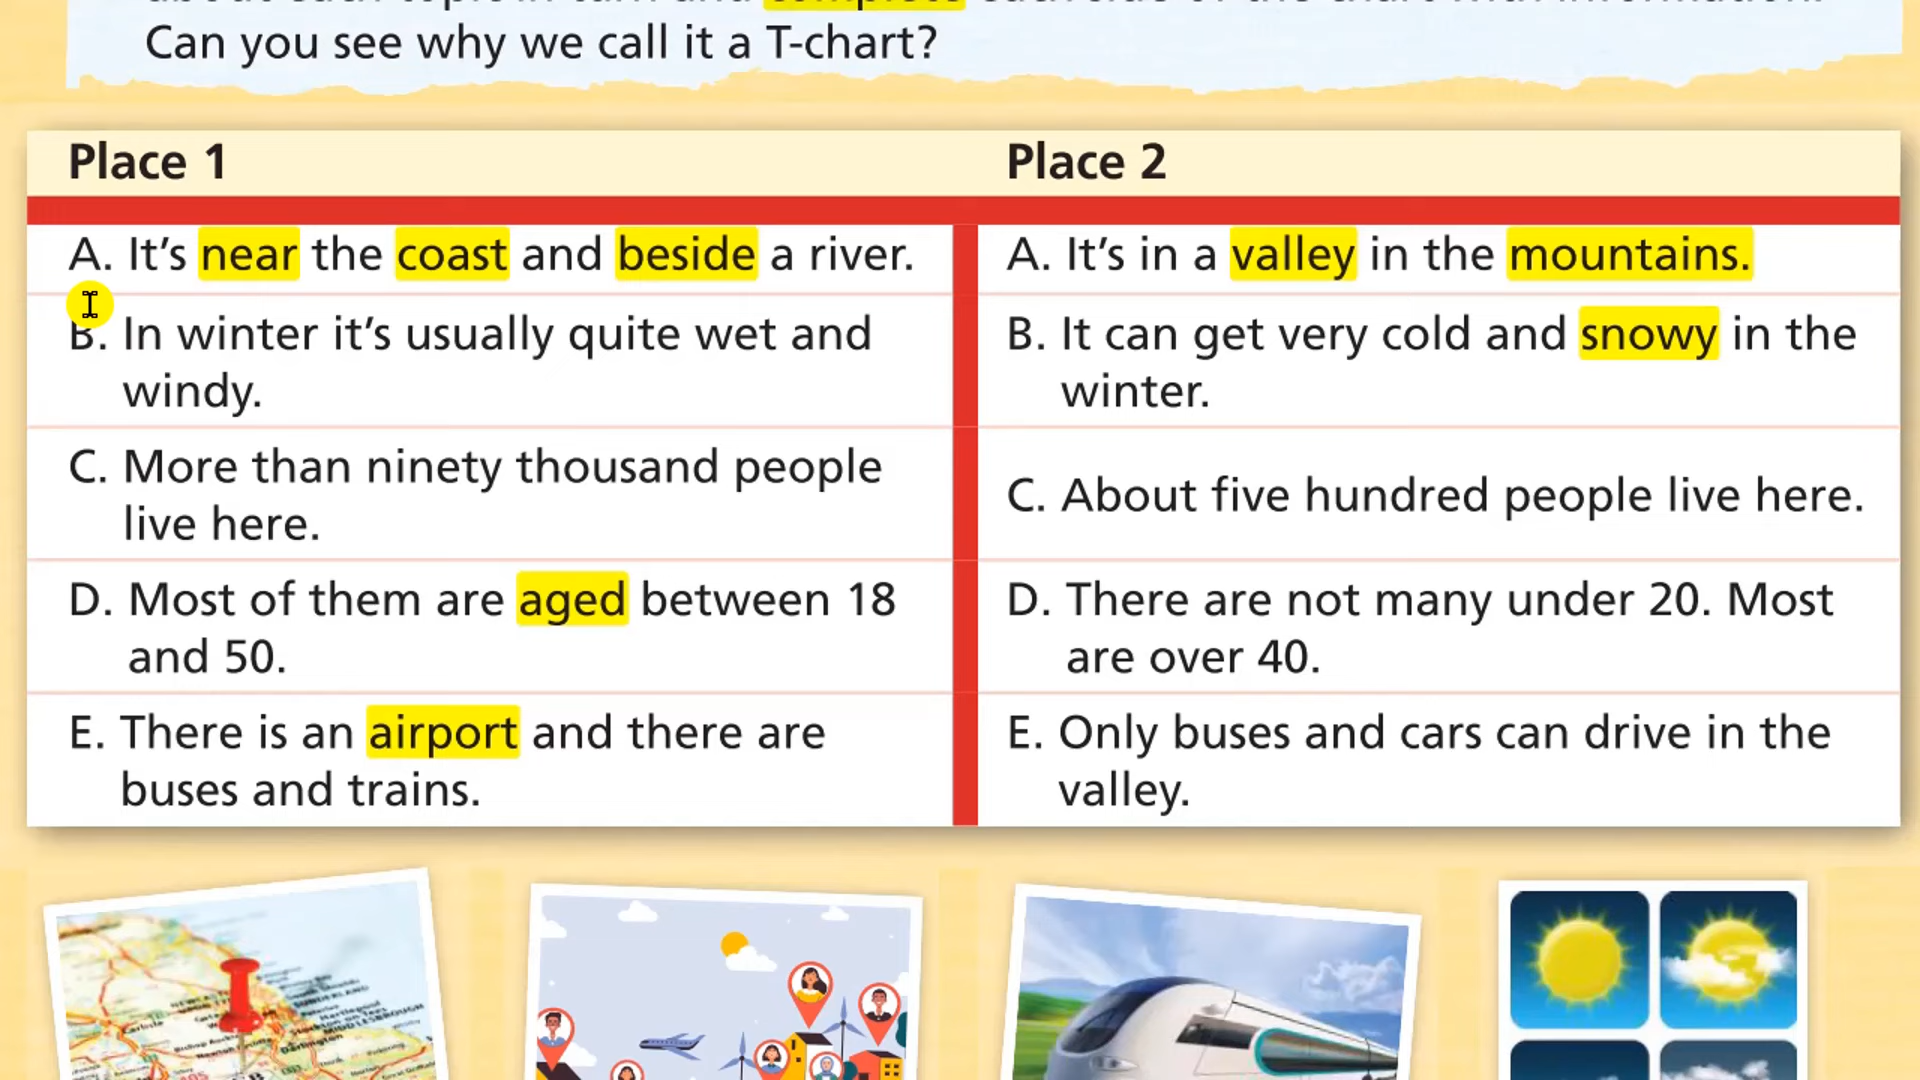 Can you see why we call it a T-chart?
Place 1
Place 2
A. It's near the coast and beside a river.
A. It's in a valley in the mountains.
B. In winter it's usually quite wet and
windy.
B. It can get very cold and snowy in the
winter.
C. More than ninety thousand people
live here.
C. About five hundred people live here.
D. Most of them are aged between 18
and 50.
D. There are not many under 20. Most
are over 40.
E. There is an airport and there are
buses and trains.
E. Only buses and cars can drive in the
valley.
Darlington